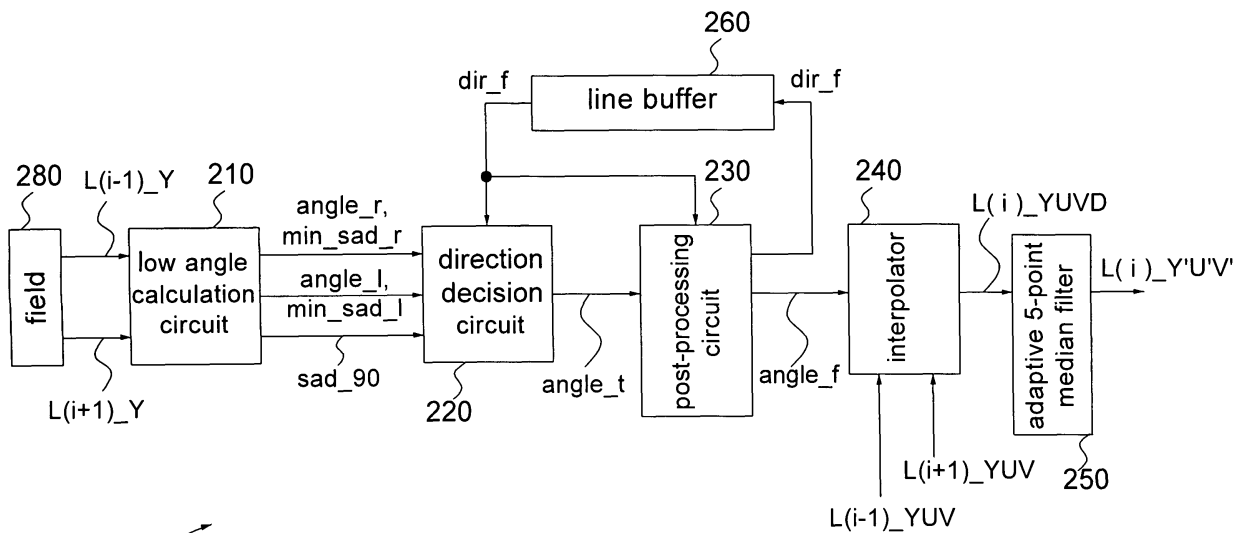 260
dir_f
line buffer
dir_f
280
L(i-1)_Y
210
230
240
L( i )_YUVD
field
low angle
calculation
circuit
angle_r,
min_sad_r
angle_l,
min_sad_l
sad_90
direction
decision
circuit
220
angle_t
post-processing
circuit
angle_f
interpolator
adaptive 5-point
median filter
L( i )_Y'U'V'
L(i+1)_Y
L(i+1)_YUV
250
L(i-1)_YUV